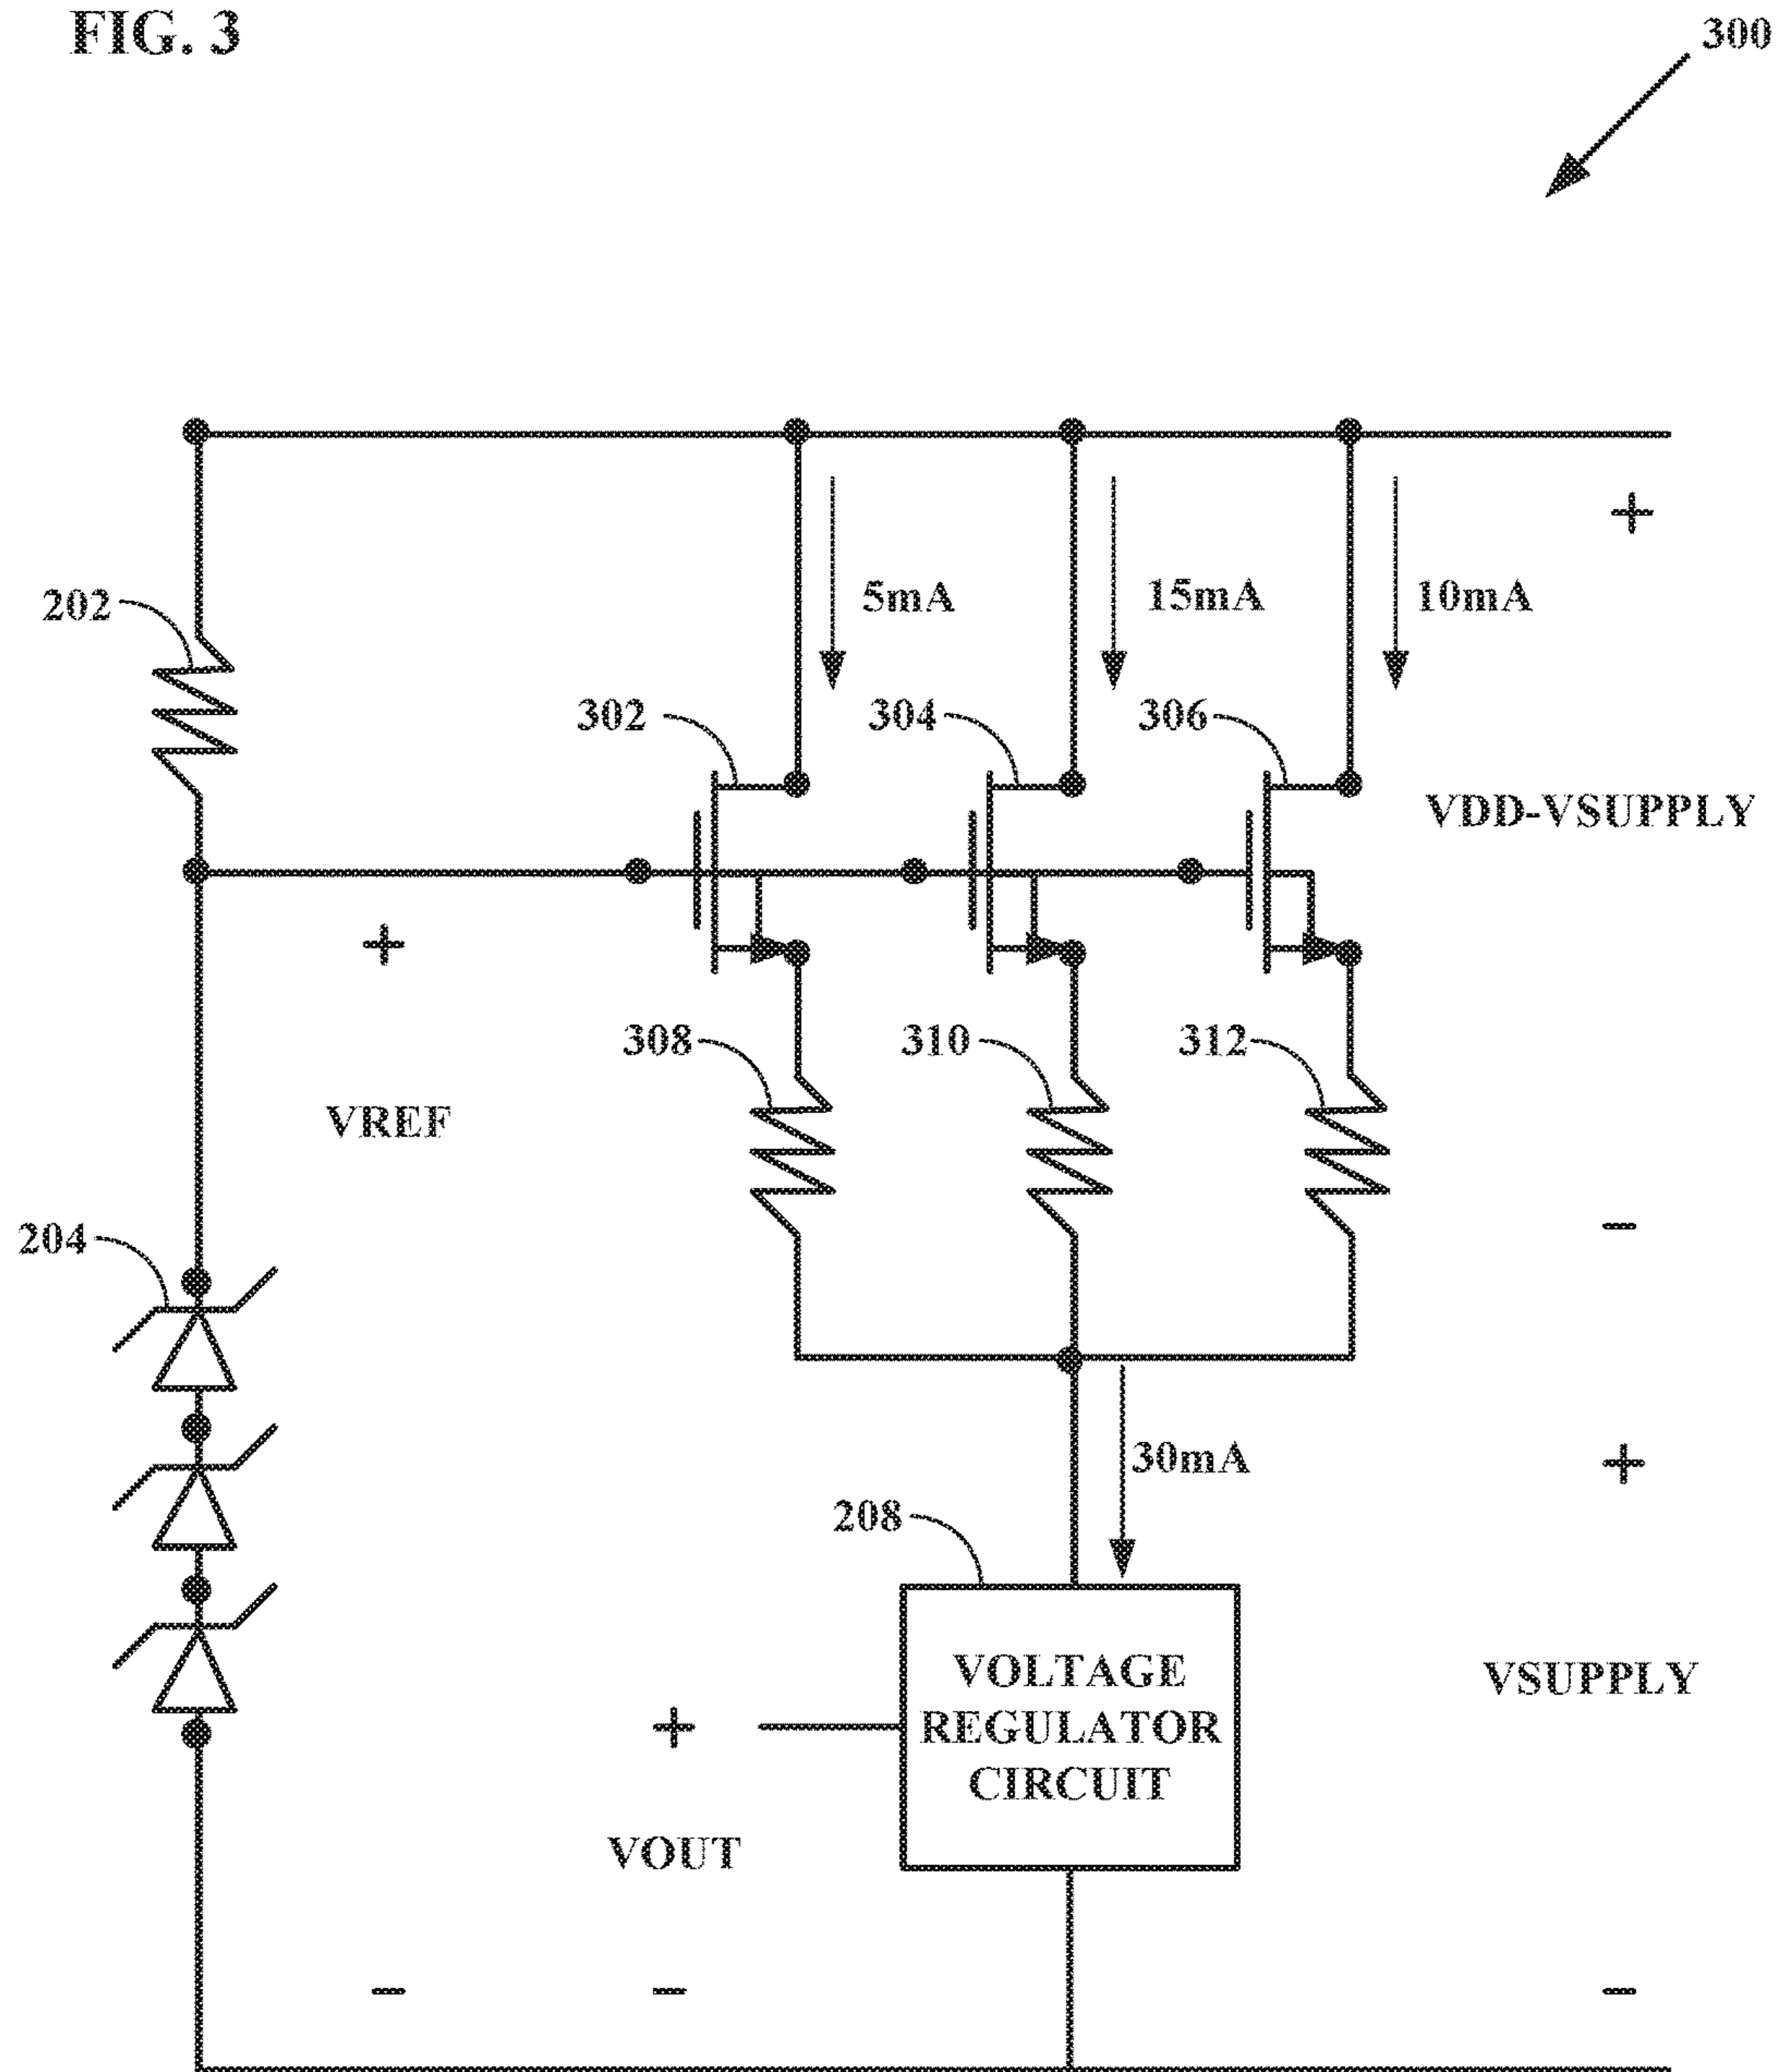 FIG. 3
300
202
5mA
15mA
10mA
302
304
306
VDD-VSUPPLY
+
+
308
310
312
VREF
204
−
30mA
+
208
VOLTAGE
REGULATOR
CIRCUIT
VSUPPLY
+
VOUT
−
−
−